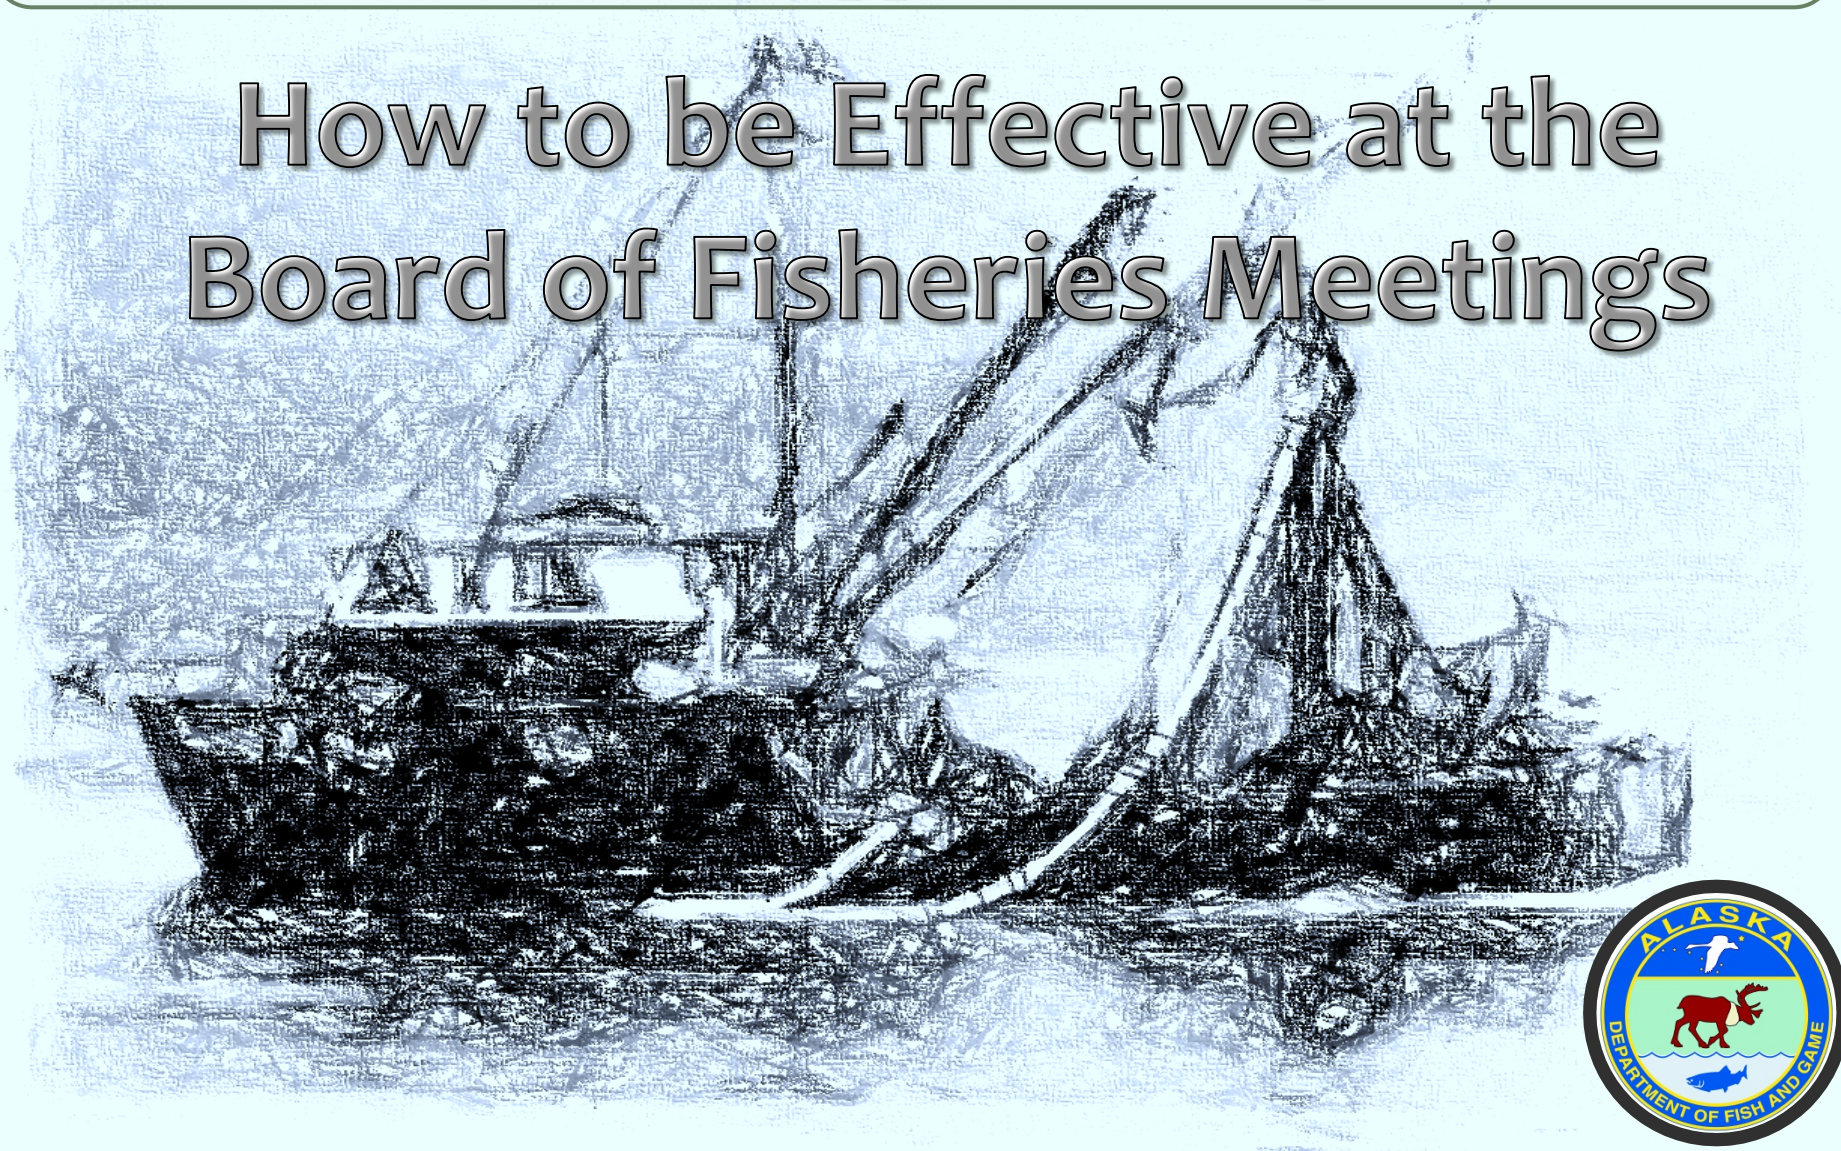 How to be Effective at the
Board of Fisheries Meetings
ALASKA
DEPARTMENT OF FISH AND GAME